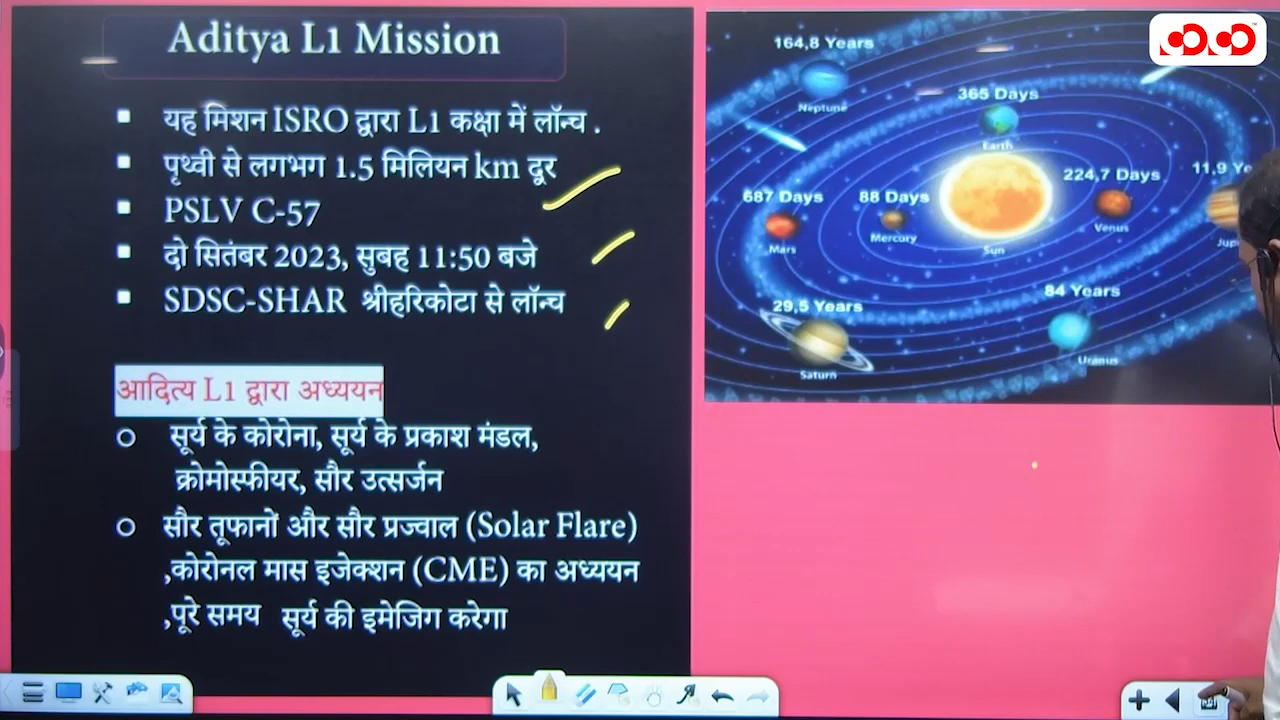 Aditya L1 Mission
यह मिशन ISRO द्वारा L1 कक्षा में लॉन्च .
पृथ्वी से लगभग 1.5 मिलियन km दूर
PSLV C-57
दो सितंबर 2023, सुबह 11:50 बजे
SDSC-SHAR श्रीहरिकोटा से लॉन्च
आदित्य L1 द्वारा अध्ययन
सूर्य के कोरोना, सूर्य के प्रकाश मंडल,
क्रोमोस्फीयर, सौर उत्सर्जन
सौर तूफानों और सौर प्रज्वाल (Solar Flare)
,कोरोनल मास इजेक्शन (CME) का अध्ययन
,पूरे समय सूर्य की इमेजिग करेगा
164,8 Years
Neptune
365 Days
Earth
224,7 Days
Venus
11.9
687 Days
Mars
88 Days
Mercury
Sun
84 Years
Uranus
29,5 Years
Saturn